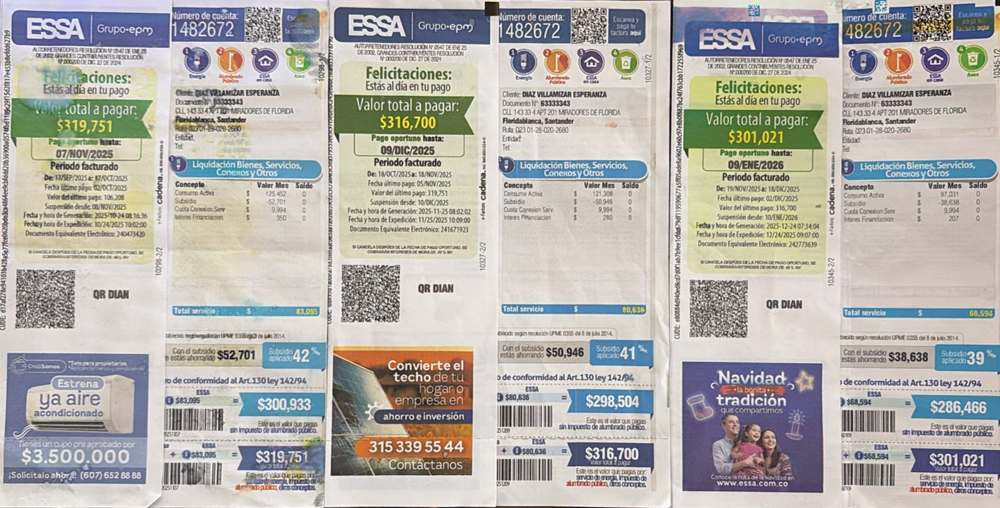 ESSA Grupo·epm
AUTORRETENEDORES RESOLUCIÓN Nº.0547 DE ENE 25
DE 2002. GRANDES CONTRIBUYENTES RESOLUCIÓN
Nº.000200 DE DIC. 27 DE 2024
Felicitaciones:
Estás al día en tu pago
Valor total a pagar:
$319,751
Pago oportuno hasta:
07/NOV/2025
Periodo facturado
De: 17/SEP/2025 a: 17/OCT/2025
Fecha último pago: 02/OCT/2025
Valor del último pago: 106,208
Suspensión desde: 08/NOV/2025
Fecha y hora de Generación: 2025-10-24 08:16:36
Fecha y hora de Expedición: 10/24/2025 10:02:00
Documento Equivalente Electrónico: 240473420
SI CANCELA DESPUÉS DE LA FECHA DE PAGO OPORTUNO, SE
COBRARÁN INTERESES DE MORA DE .49 % MV
QR DIAN
10298-2/2
e-Factura cadena.
CrediSomos
*Solo para propietarios
Estrena
ya aire
acondicionado
Tienes un cupo pre aprobado por
$3.500.000
¡Solicítalo ahora! (607) 652 88 88
Número de cuenta:
1482672
1 Energía
2 Alumbrado Público
3 ESSA en casa
4 Aseo
10298-1/2
Cliente: DIAZ VILLAMIZAR ESPERANZA
Documento Nº: 63333343
CLL 143 33 4 APT 201 MIRADORES DE FLORIDA
Floridablanca, Santander
Ruta: 023 01-28-020-2680
Entidad:
Tel:
Liquidación Bienes, Servicios,
Conexos y Otros
Concepto Valor Mes Saldo
Consumo Activa $ 125,452 0
Subsidio $ -52,701 0
Cuota Conexion Serv $ 9,994 0
Interes Financiacion $ 350 0
Total servicio $ 83,095
ablecido según resolución UPME 0355 del 8 de julio 2014.
Con el subsidio
e estás ahorrando $52,701
Subsidio
aplicado 42 %
vo de conformidad al Art.130 ley 142/94
ESSA
$83,095 = $300,933
Este es el valor que pagas
sin impuesto de alumbrado público.
20251107
ESSA
+ $83,095 = $319,751
Valor total a pagar
Este es el valor que pagas por:
servicio de energía, impuesto de
alumbrado público, otros conceptos.
20251107
ESSA Grupo·epm
AUTORRETENEDORES RESOLUCIÓN Nº.0547 DE ENE 25
DE 2002. GRANDES CONTRIBUYENTES RESOLUCIÓN
Nº.000200 DE DIC. 27 DE 2024
Felicitaciones:
Estás al día en tu pago
Valor total a pagar:
$316,700
Pago oportuno hasta:
09/DIC/2025
Periodo facturado
De: 18/OCT/2025 a: 18/NOV/2025
Fecha último pago: 05/NOV/2025
Valor del último pago: 319,751
Suspensión desde: 10/DIC/2025
Fecha y hora de Generación: 2025-11-25 08:02:02
Fecha y hora de Expedición: 11/25/2025 10:09:00
Documento Equivalente Electrónico: 241671923
SI CANCELA DESPUÉS DE LA FECHA DE PAGO OPORTUNO, SE
COBRARÁN INTERESES DE MORA DE .49 % MV
QR DIAN
10327-2/2
e-Factura cadena.
Convierte el
techo de tu
hogar o
empresa en
ahorro e inversión
315 339 55 44
Contáctanos
Número de cuenta:
1482672
Escanea y
paga tu
factura aquí
1 Energía
2 Alumbrado Público
3 ESSA en casa
4 Aseo
10327-1/2
Cliente: DIAZ VILLAMIZAR ESPERANZA
Documento Nº: 63333343
CLL 143 33 4 APT 201 MIRADORES DE FLORIDA
Floridablanca, Santander
Ruta: 023 01-28-020-2680
Entidad:
Tel:
Liquidación Bienes, Servicios,
Conexos y Otros
Concepto Valor Mes Saldo
Consumo Activa $ 121,308 0
Subsidio $ -50,946 0
Cuota Conexion Serv $ 9,994 0
Interes Financiacion $ 280 0
Total servicio $ 80,636
ablecido según resolución UPME 0355 del 8 de julio 2014.
Con el subsidio
estás ahorrando $50,946
Subsidio
aplicado 41 %
o de conformidad al Art.130 ley 142/94
ESSA
$80,636 = $298,504
Este es el valor que pagas
sin impuesto de alumbrado público.
251209
ESSA
+ $80,636 = $316,700
Valor total a pagar
Este es el valor que pagas por:
servicio de energía, impuesto de
alumbrado público, otros conceptos.
251209
ESSA Grupo·epm
AUTORRETENEDORES RESOLUCIÓN Nº.0547 DE ENE 25
DE 2002. GRANDES CONTRIBUYENTES RESOLUCIÓN
Nº.000200 DE DIC. 27 DE 2024
Felicitaciones:
Estás al día en tu pago
Valor total a pagar:
$301,021
Pago oportuno hasta:
09/ENE/2026
Periodo facturado
De: 19/NOV/2025 a: 18/DIC/2025
Fecha último pago: 02/DIC/2025
Valor del último pago: 316,700
Suspensión desde: 10/ENE/2026
Fecha y hora de Generación: 2025-12-24 07:34:04
Fecha y hora de Expedición: 12/24/2025 09:07:00
Documento Equivalente Electrónico: 242773639
SI CANCELA DESPUÉS DE LA FECHA DE PAGO OPORTUNO, SE
COBRARÁN INTERESES DE MORA DE .49 % MV
QR DIAN
10345-2/2
e-Factura cadena.
Navidad
la bonita
tradición
que compartimos
Conoce la ruta de la Navidad en
www.essa.com.co
Número de cuenta:
482672
Escanea y
paga tu
factura aquí
1 Energía
2 Alumbrado Público
3 ESSA en casa
4 Aseo
10345-1/2
Cliente: DIAZ VILLAMIZAR ESPERANZA
Documento Nº: 63333343
CLL 143 33 4 APT 201 MIRADORES DE FLORIDA
Floridablanca, Santander
Ruta: 023 01-28-020-2680
Entidad:
Tel:
Liquidación Bienes, Servicios,
Conexos y Otros
Concepto Valor Mes Saldo
Consumo Activa $ 97,031 0
Subsidio $ -38,638 0
Cuota Conexion Serv $ 9,994 0
Interes Financiacion $ 207 0
Total servicio $ 68,594
blecido según resolución UPME 0355 del 8 de julio 2014.
Con el subsidio
estás ahorrando $38,638
Subsidio
aplicado 39 %
o de conformidad al Art.130 ley 142/94
ESSA
$68,594 = $286,466
Este es el valor que pagas
sin impuesto de alumbrado público.
60109
ESSA
+ $68,594 = $301,021
Valor total a pagar
Este es el valor que pagas por:
servicio de energía, impuesto de
alumbrado público, otros conceptos.
60109